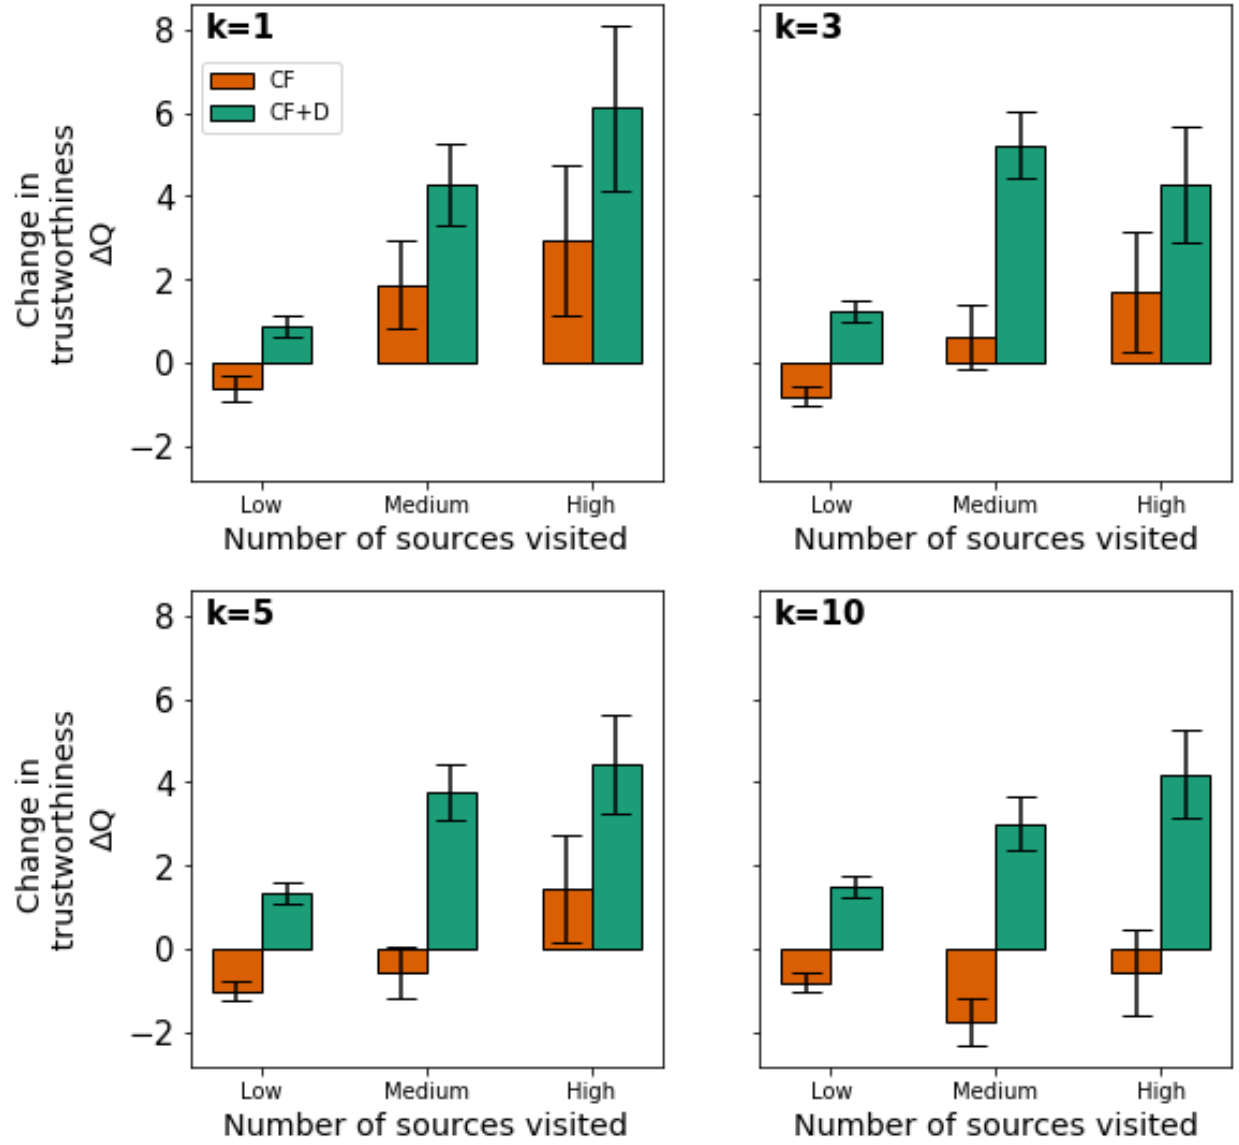 k=1
CF
CF+D
8
6
4
2
0
−2
Change in
trustworthiness
ΔQ
Low Medium High
Number of sources visited
k=3
Low Medium High
Number of sources visited
k=5
8
6
4
2
0
−2
Change in
trustworthiness
ΔQ
Low Medium High
Number of sources visited
k=10
Low Medium High
Number of sources visited